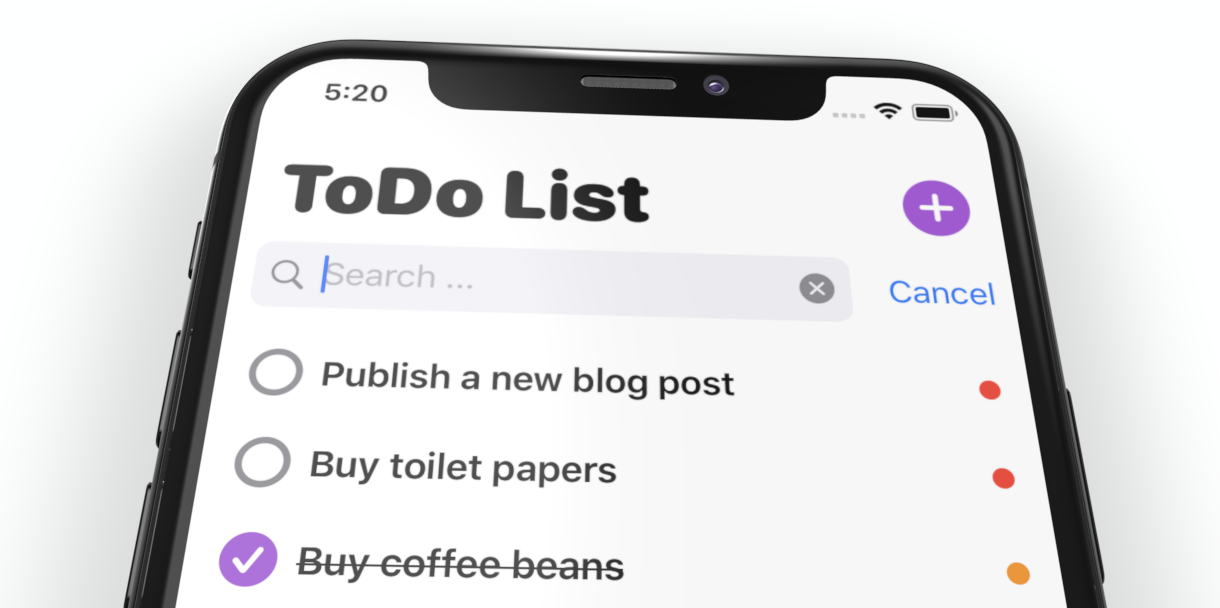 5:20
ToDo List
Search ...
Cancel
Publish a new blog post
Buy toilet papers
Buy coffee beans